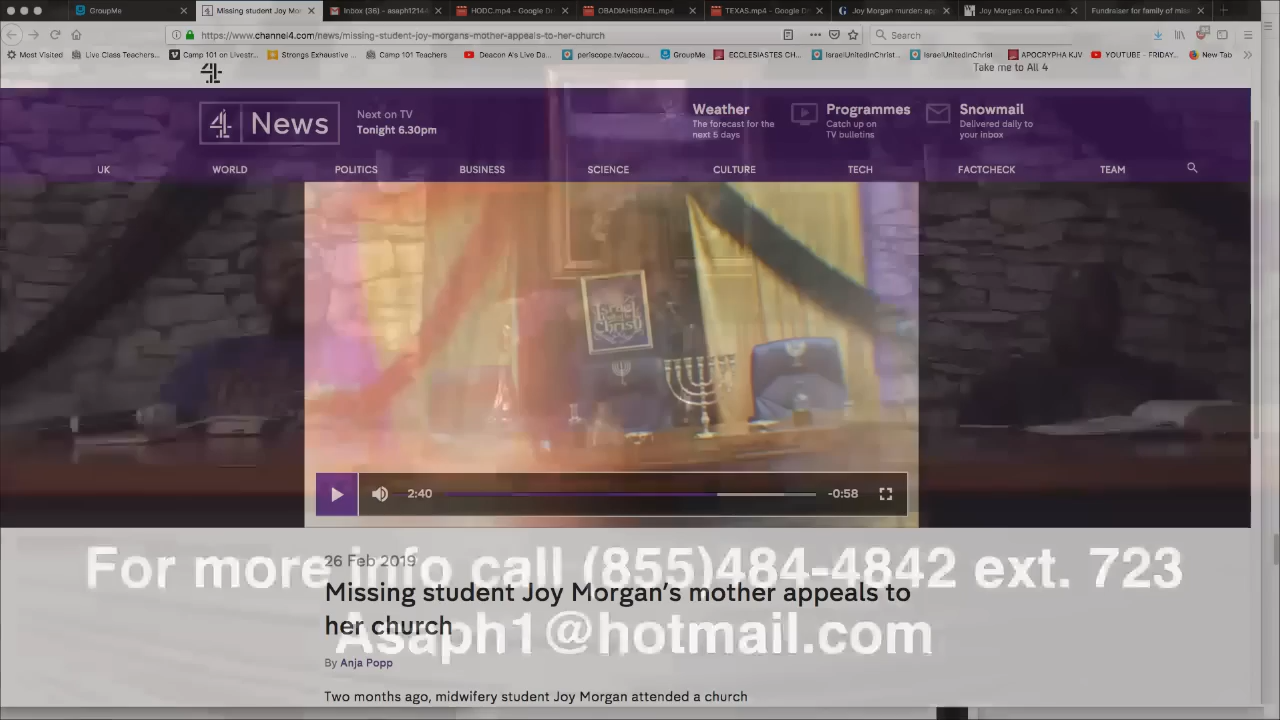 GroupMe
Missing student Joy Mor
Inbox (36) - asaph1214
HODC.mp4 - Google Dri
OBADIAHISRAEL.mp4
TEXAS.mp4 - Google Dri
Joy Morgan murder: ap
Joy Morgan: Go Fund M
Fundraiser for family of mis
https://www.channel4.com/news/missing-student-joy-morgans-mother-appeals-to-her-church
Search
Most Visited
Live Class Teachers...
Camp 101 on Livestr...
Strongs Exhaustive ...
Camp 101 Teachers
Deacon A's Live/Do...
periscope.tv/accou...
GroupMe
ECCLESIASTES CH...
IsraelUnitedInChrist...
IsraelUnitedInChrist...
APOCRYPHA KJV
YOUTUBE - FRIDAY...
New Tab
Take me to All 4
4 News
Next on TV
Tonight 6.30pm
Weather
The forecast for the
next 5 days
Programmes
Catch up on
TV bulletins
Snowmail
Delivered daily to
your inbox
UK
WORLD
POLITICS
BUSINESS
SCIENCE
CULTURE
TECH
FACTCHECK
TEAM
Israel
Christ
2:40
-0:58
26 Feb 2019
For more info call (855)484-4842 ext. 723
Missing student Joy Morgan's mother appeals to
her church
Asaph1@hotmail.com
By Anja Popp
Two months ago, midwifery student Joy Morgan attended a church